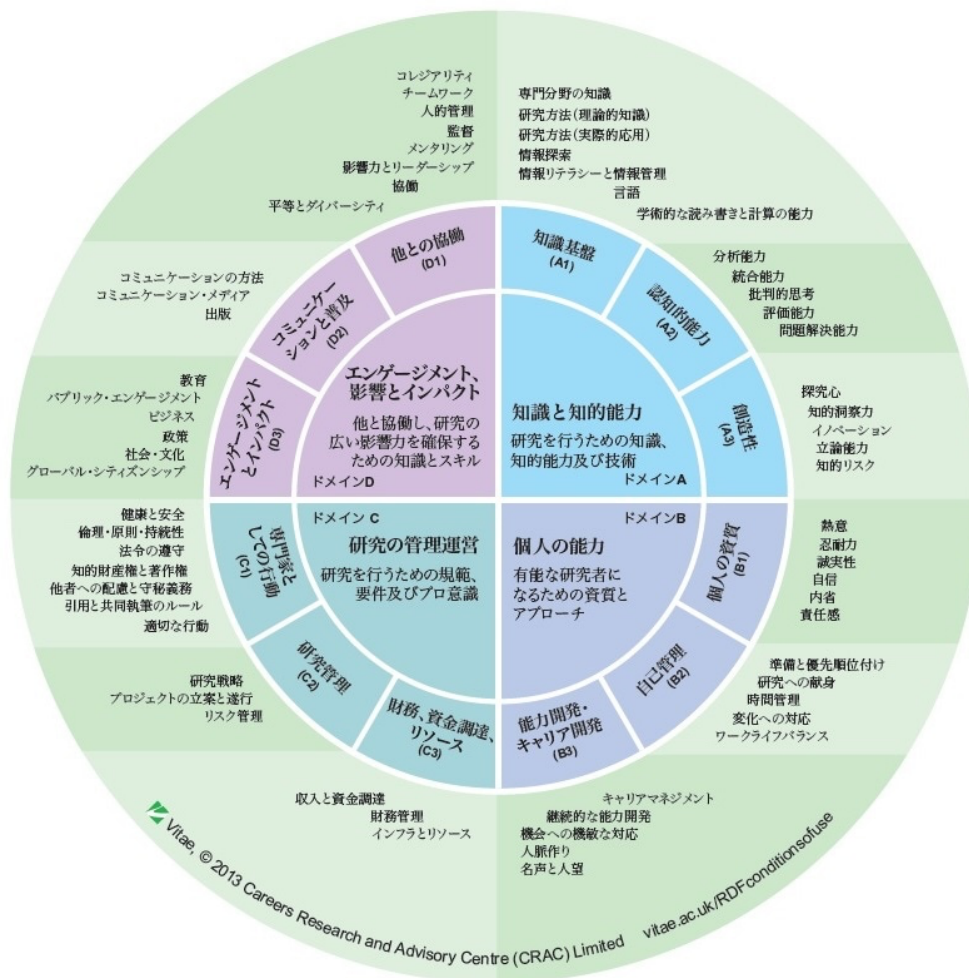 専門分野の知識
研究方法(理論的知識)
研究方法(実際的応用)
情報探索
情報リテラシーと情報管理
言語
学術的な読み書きと計算の能力
知識基盤
(A1)
分析能力
統合能力
批判的思考
評価能力
問題解決能力
認知的能力
(A2)
探究心
知的洞察力
イノベーション
立論能力
知的リスク
創造性
(A3)
知識と知的能力
研究を行うための知識、
知的能力及び技術
ドメインA
ドメインB
個人の能力
有能な研究者に
なるための資質と
アプローチ
個人の資質
(B1)
熱意
忍耐力
誠実性
自信
内省
責任感
自己管理
(B2)
準備と優先順位付け
研究への献身
時間管理
変化への対応
ワークライフバランス
能力開発・
キャリア開発
(B3)
キャリアマネジメント
継続的な能力開発
機会への機敏な対応
人脈作り
名声と人望
ドメイン C
研究の管理運営
研究を行うための規範、
要件及びプロ意識
専門家と
しての行動
(C1)
健康と安全
倫理・原則・持続性
法令の遵守
知的財産権と著作権
他者への配慮と守秘義務
引用と共同執筆のルール
適切な行動
研究管理
(C2)
研究戦略
プロジェクトの立案と遂行
リスク管理
財務、資金調達、
リソース
(C3)
収入と資金調達
財務管理
インフラとリソース
エンゲージメント、
影響とインパクト
他と協働し、研究の
広い影響力を確保する
ための知識とスキル
ドメインD
他との協働
(D1)
コレジアリティ
チームワーク
人的管理
監督
メンタリング
影響力とリーダーシップ
協働
平等とダイバーシティ
コミュニケー
ションと普及
(D2)
コミュニケーションの方法
コミュニケーション・メディア
出版
エンゲージメント
とインパクト
(D3)
教育
パブリック・エンゲージメント
ビジネス
政策
社会・文化
グローバル・シティズンシップ
Vitae, © 2013 Careers Research and Advisory Centre (CRAC) Limited vitae.ac.uk/RDFconditionsofuse